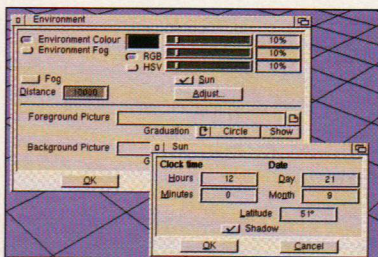 Environment
Environment Colour
Environment Fog
RGB
HSV
10%
10%
10%
Fog
Distance 10000
Sun
Adjust...
Foreground Picture
Graduation Circle Show
Background Picture
G
OK
Sun
Clock time
Date
Hours 12
Day 21
Minutes 0
Month 9
Latitude 51°
Shadow
OK
Cancel